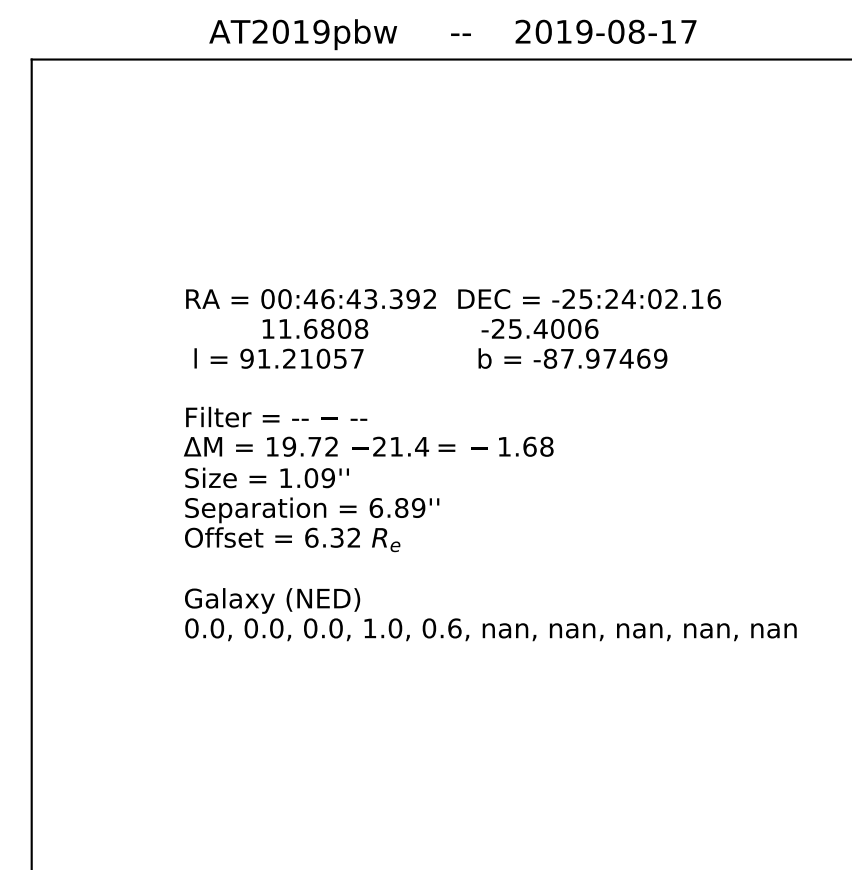 AT2019pbw -- 2019-08-17
RA = 00:46:43.392 DEC = -25:24:02.16
11.6808 -25.4006
l = 91.21057 b = -87.97469
Filter = -- − --
ΔM = 19.72 −21.4 = − 1.68
Size = 1.09''
Separation = 6.89''
Offset = 6.32 Re
Galaxy (NED)
0.0, 0.0, 0.0, 1.0, 0.6, nan, nan, nan, nan, nan